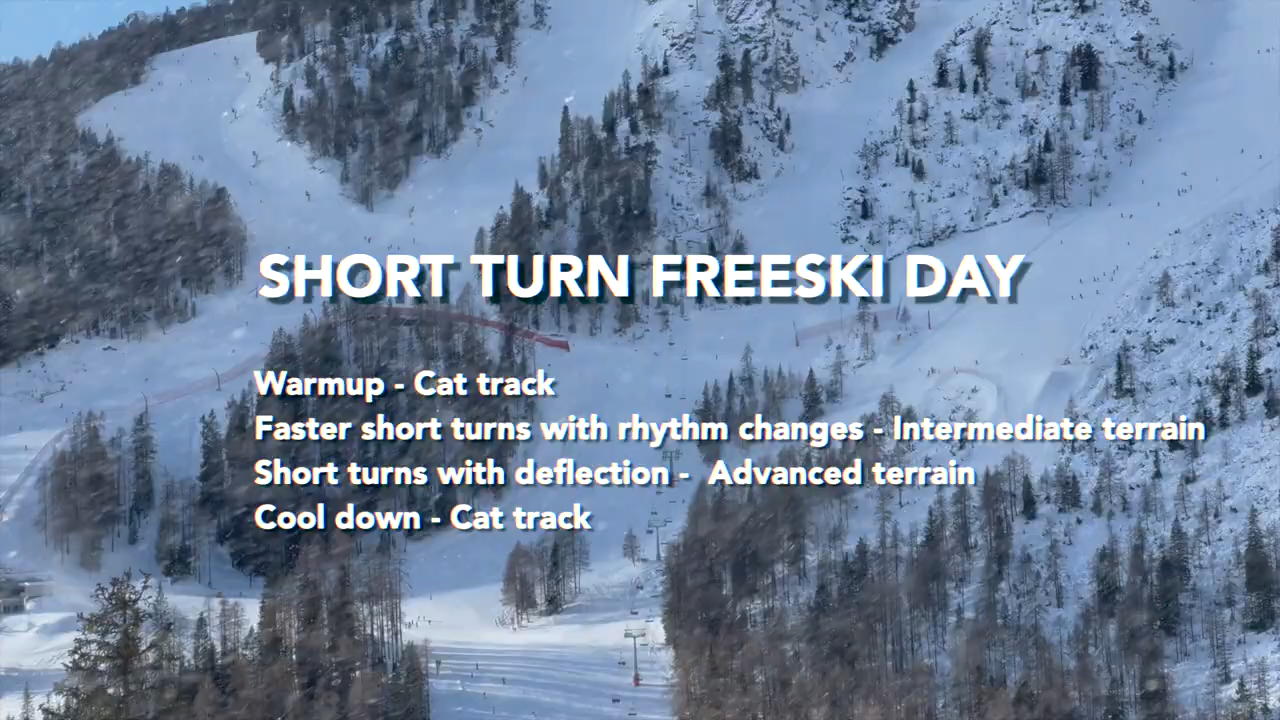 SHORT TURN FREESKI DAY
Warmup - Cat track
Faster short turns with rhythm changes - Intermediate terrain
Short turns with deflection - Advanced terrain
Cool down - Cat track